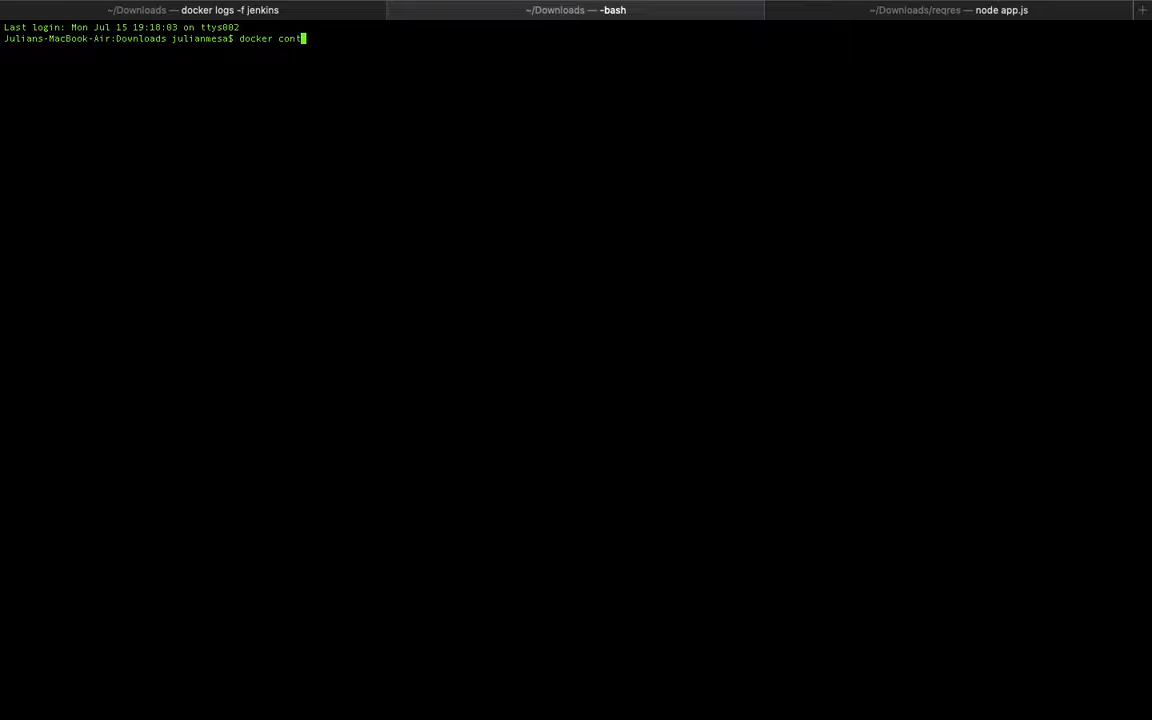 ~/Downloads — docker logs -f jenkins
~/Downloads — -bash
~/Downloads/reqres — node app.js
+
Last login: Mon Jul 15 19:18:03 on ttys002
Julians-MacBook-Air:Downloads julianmesa$ docker cont